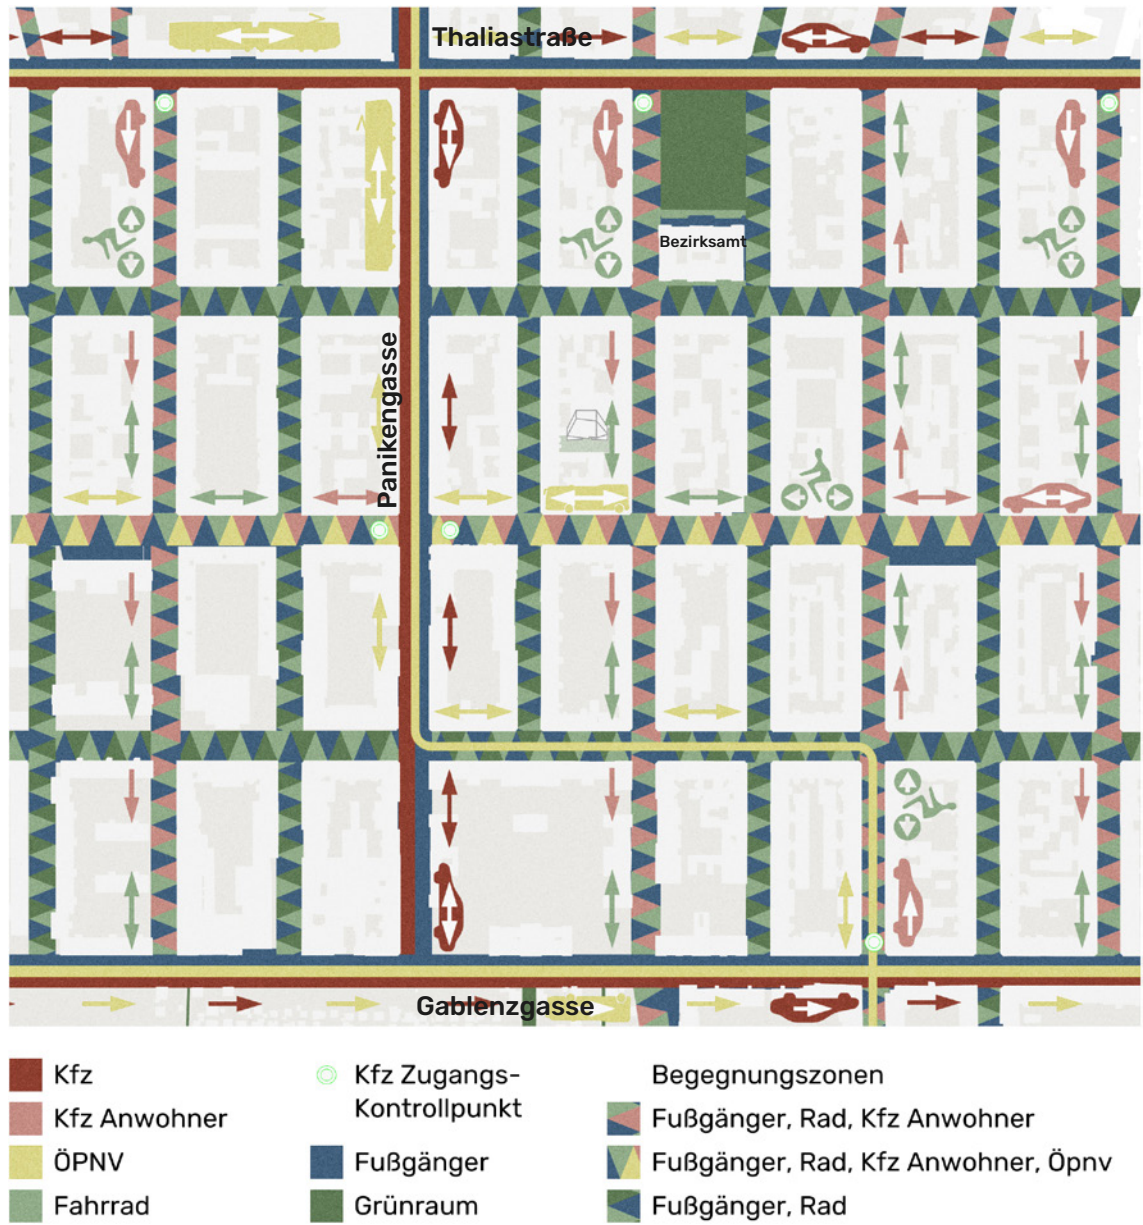 Thaliastraße
Bezirksamt
Panikengasse
Gablenzgasse
Kfz
Kfz Anwohner
ÖPNV
Fahrrad
Kfz Zugangs-
Kontrollpunkt
Fußgänger
Grünraum
Begegnungszonen
Fußgänger, Rad, Kfz Anwohner
Fußgänger, Rad, Kfz Anwohner, Öpnv
Fußgänger, Rad